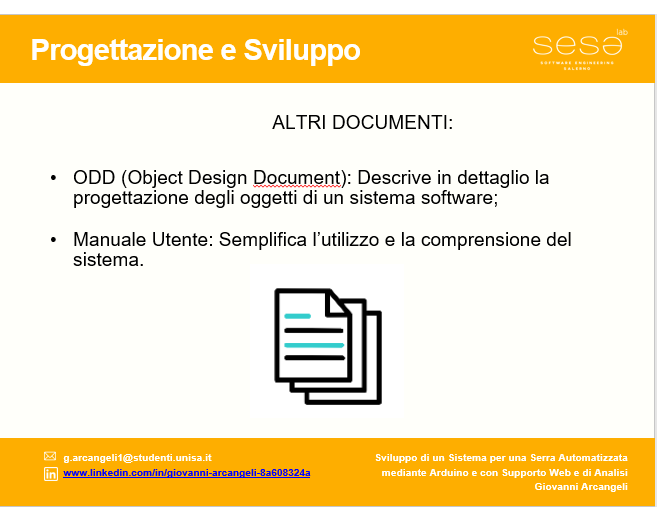 Progettazione e Sviluppo
sesa lab
SOFTWARE ENGINEERING
SALERNO
ALTRI DOCUMENTI:
• ODD (Object Design Document): Descrive in dettaglio la
progettazione degli oggetti di un sistema software;
• Manuale Utente: Semplifica l’utilizzo e la comprensione del
sistema.
g.arcangeli1@studenti.unisa.it
www.linkedin.com/in/giovanni-arcangeli-8a608324a
Sviluppo di un Sistema per una Serra Automatizzata
mediante Arduino e con Supporto Web e di Analisi
Giovanni Arcangeli